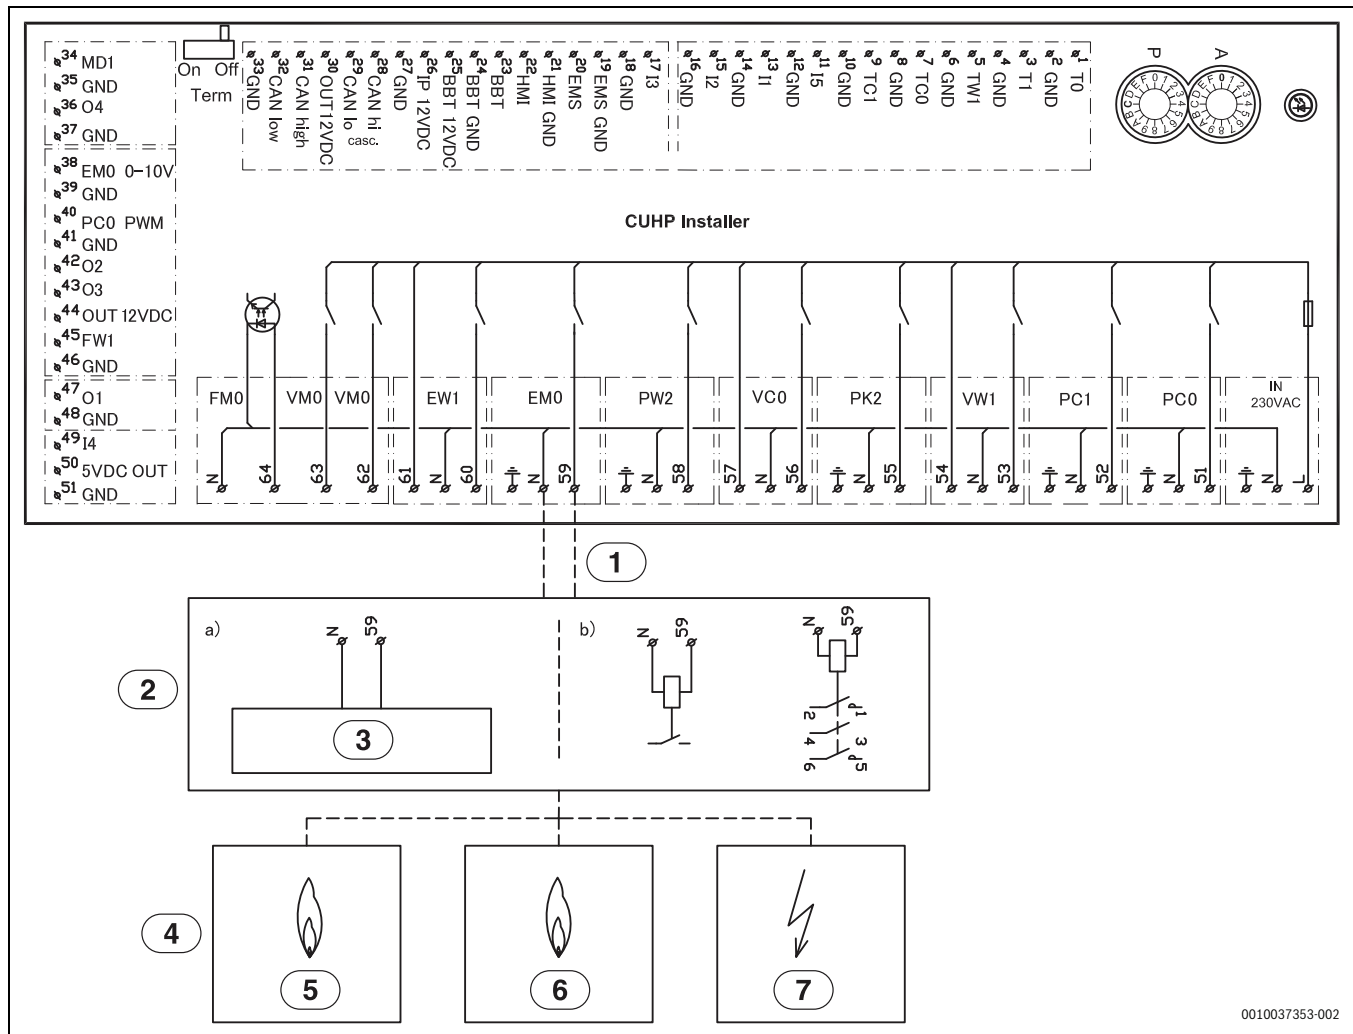 34 MD1
35 GND
36 O4
37 GND
38 EM0 0-10V
39 GND
40 PC0 PWM
41 GND
42 O2
43 O3
44 OUT 12VDC
45 FW1
46 GND
47 O1
48 GND
49 I4
50 5VDC OUT
51 GND
On Off
Term
33 GND
32 CAN low
31 CAN high
30 OUT12VDC
29 CAN lo
28 CAN hi
casc.
27 GND
26 IP 12VDC
25 BBT 12VDC
24 BBT GND
23 BBT
22 HMI
21 HMI GND
20 EMS
19 EMS GND
18 GND
17 I3
16 GND
15 I2
14 GND
13 I1
12 GND
11 I5
10 GND
9 TC1
8 GND
7 TC0
6 GND
5 TW1
4 GND
3 T1
2 GND
1 T0
P
0123456789ABCDEF
A
0123456789ABCDEF
CUHP Installer
FM0
VM0
VM0
EW1
EM0
PW2
VC0
PK2
VW1
PC1
PC0
IN
230VAC
N
64
63
62
61
N
60
N
59
N
58
57
N
56
N
55
54
N
53
N
52
N
51
N
L
1
2
a)
N
59
3
b)
N
59
N
59
2 1
4 3
6 5
4
5
6
7
0010037353-002